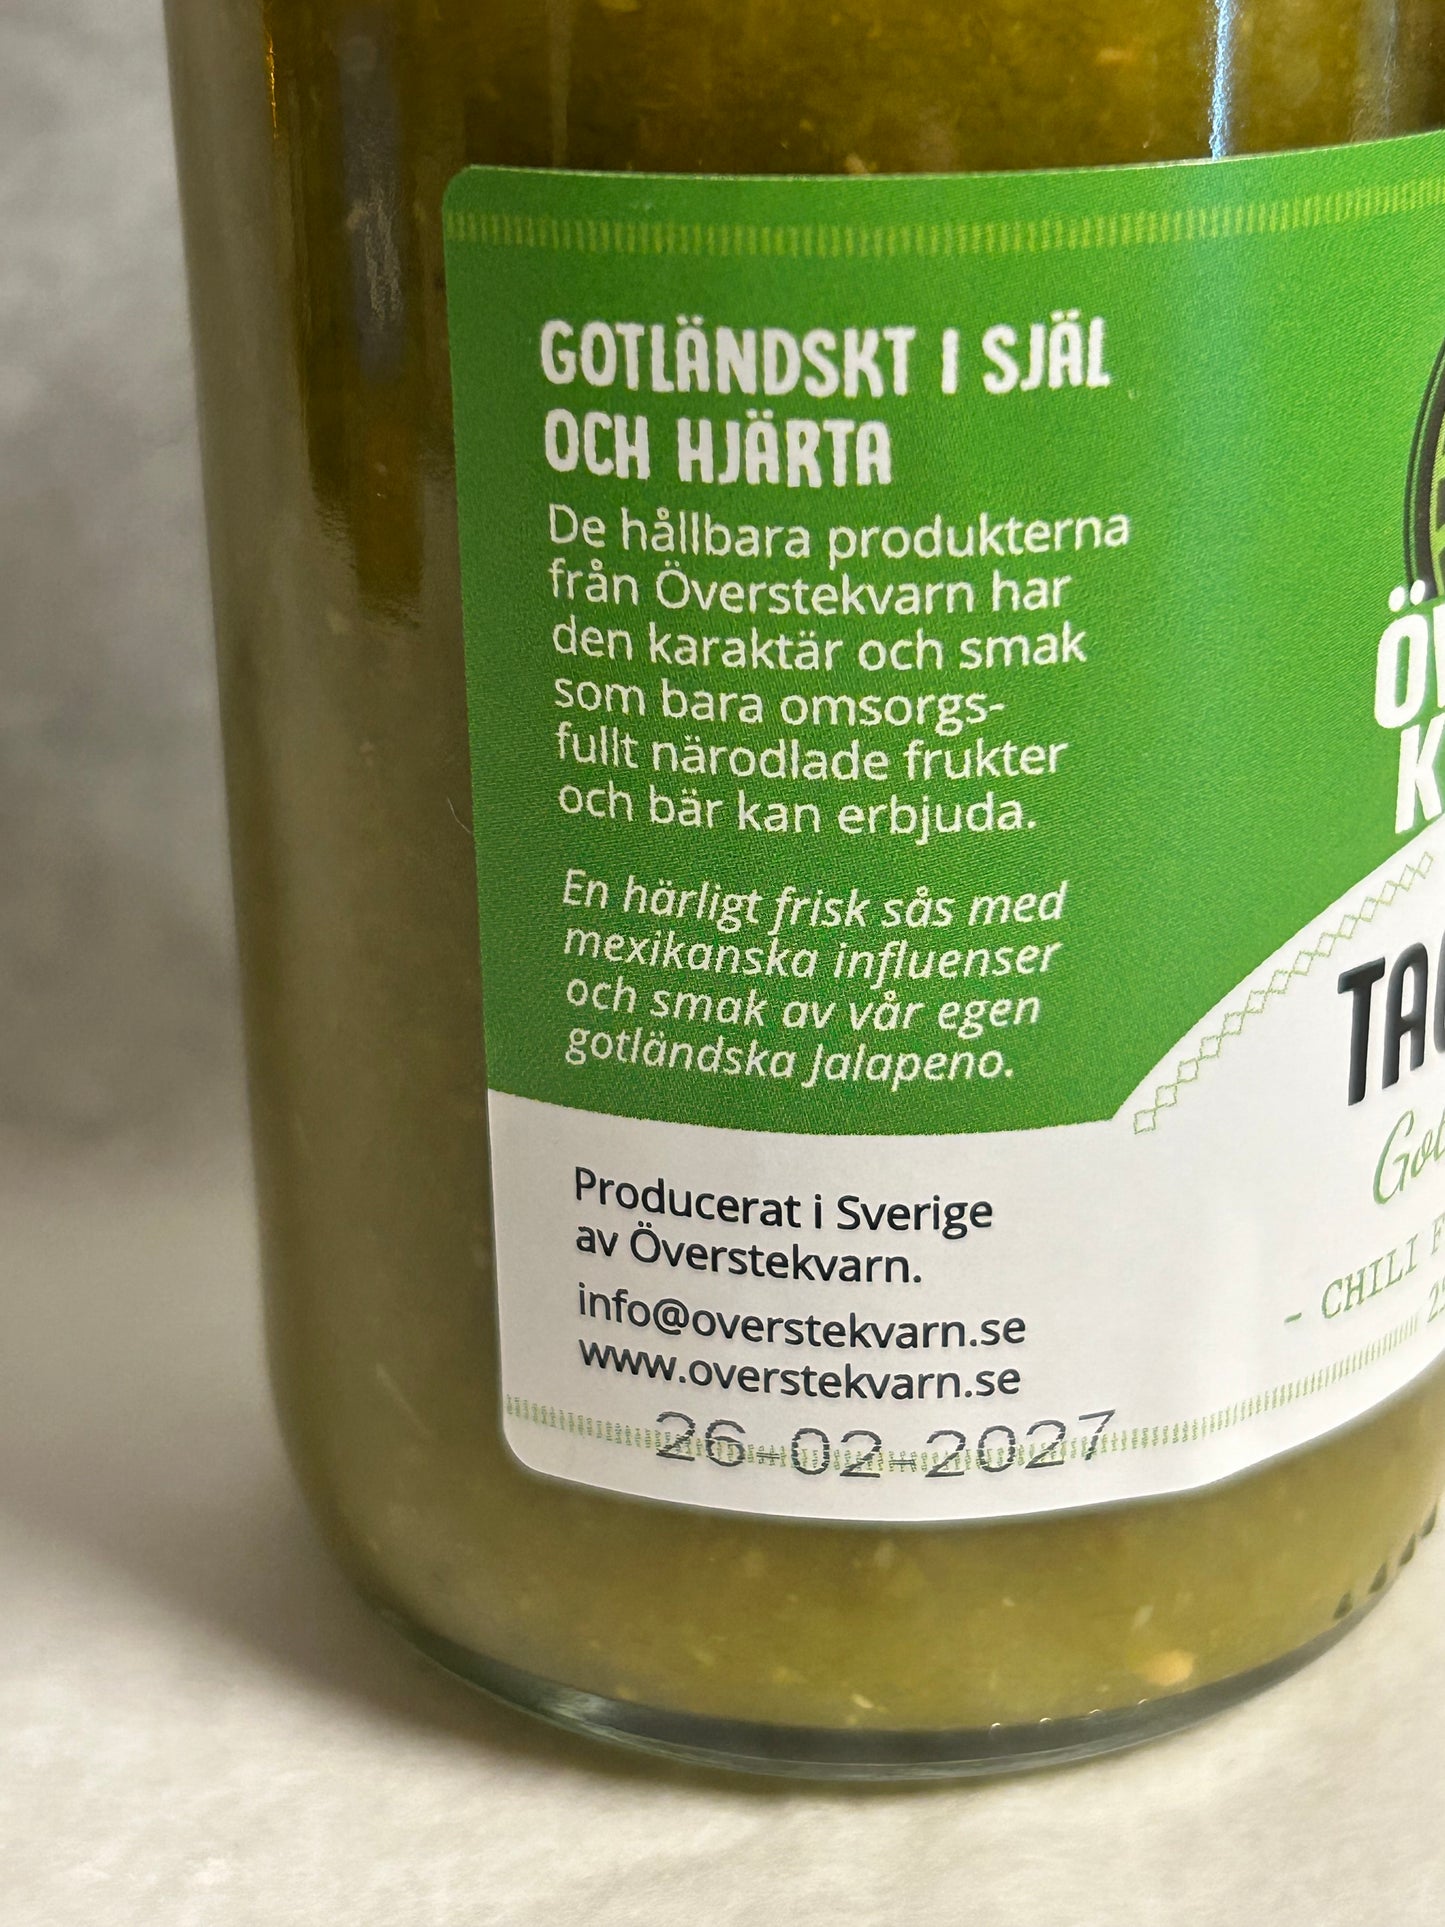 GOTLÄNDSKT I SJÄL
OCH HJÄRTA
De hållbara produkterna
från Överstekvarn har
den karaktär och smak
som bara omsorgs-
fullt närodlade frukter
och bär kan erbjuda.
En härligt frisk sås med
mexikanska influenser
och smak av vår egen
gotländska Jalapeno.
Producerat i Sverige
av Överstekvarn.
info@overstekvarn.se
www.overstekvarn.se
26-02-2027
- CHILI